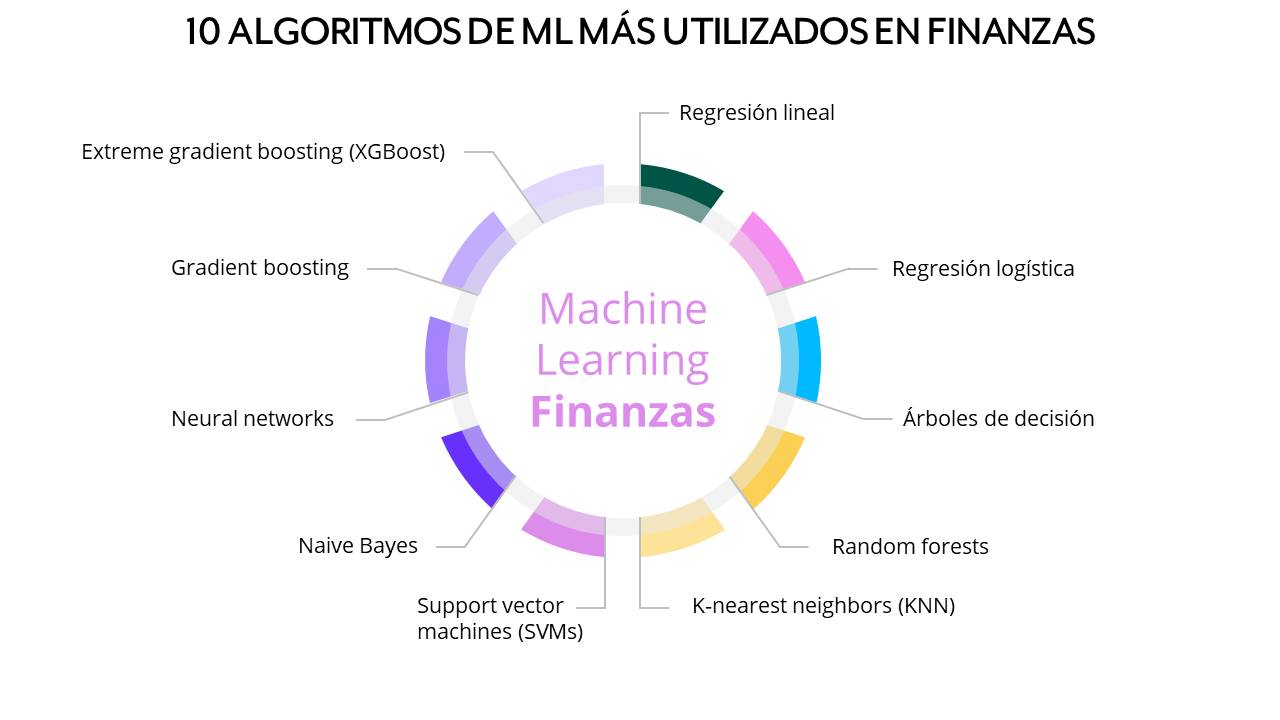 10 ALGORITMOS DE ML MÁS UTILIZADOS EN FINANZAS
Regresión lineal
Extreme gradient boosting (XGBoost)
Gradient boosting
Regresión logística
Machine
Learning
Finanzas
Neural networks
Árboles de decisión
Naive Bayes
Random forests
Support vector
machines (SVMs)
K-nearest neighbors (KNN)